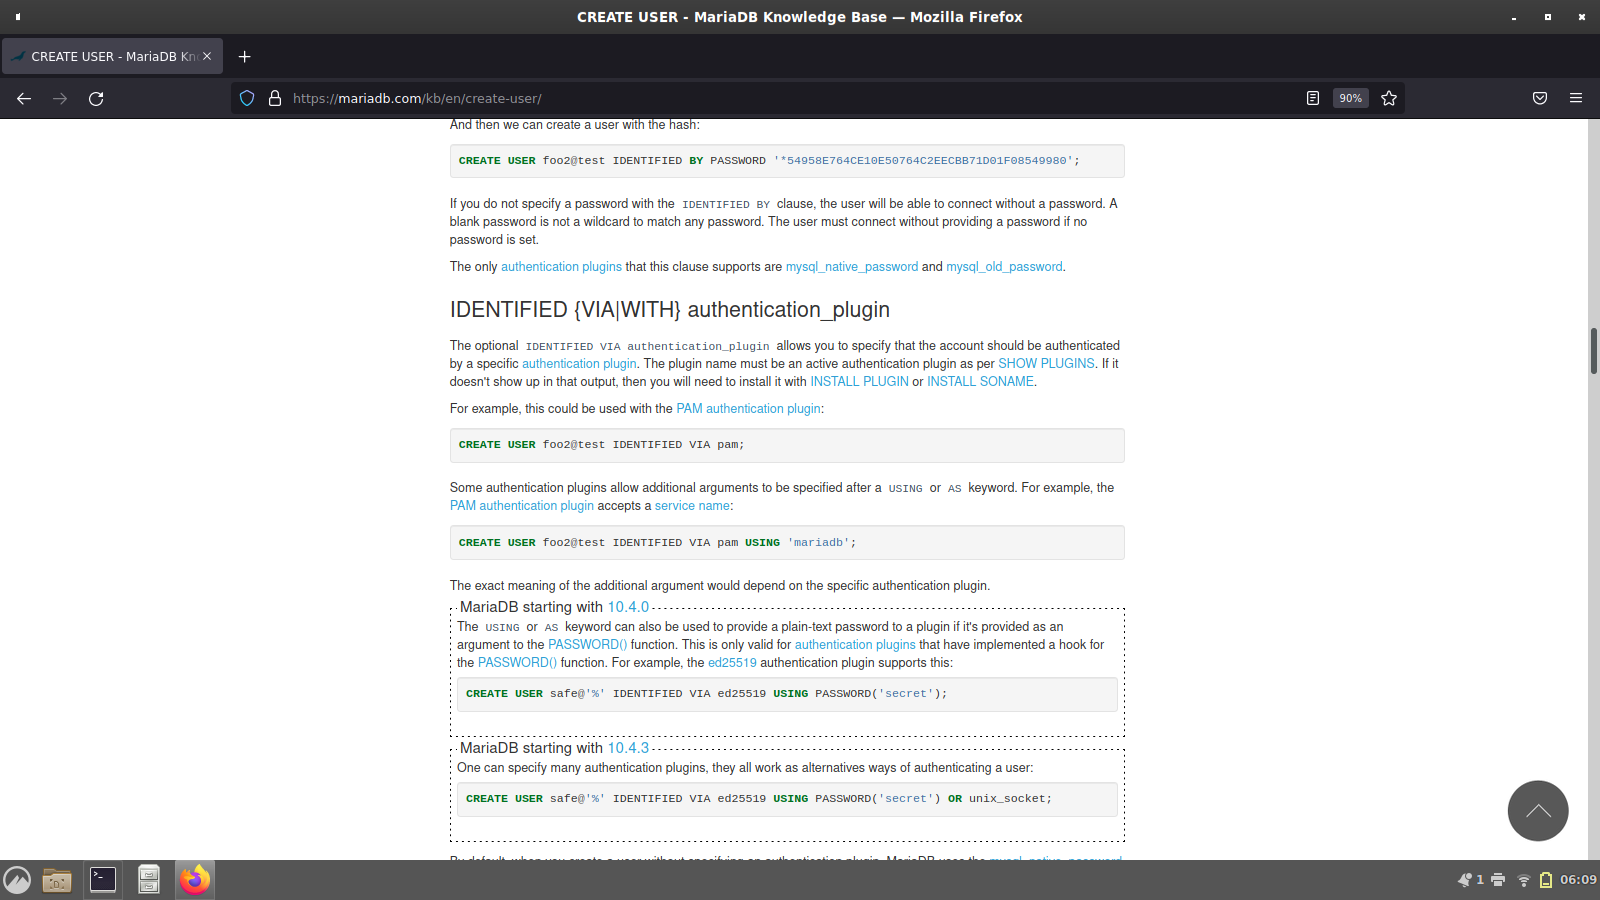 CREATE USER - MariaDB Knowledge Base — Mozilla Firefox
CREATE USER - MariaDB Kn
https://mariadb.com/kb/en/create-user/
90%
And then we can create a user with the hash:
CREATE USER foo2@test IDENTIFIED BY PASSWORD '*54958E764CE10E50764C2EECBB71D01F08549980';
If you do not specify a password with the IDENTIFIED BY clause, the user will be able to connect without a password. A
blank password is not a wildcard to match any password. The user must connect without providing a password if no
password is set.
The only authentication plugins that this clause supports are mysql_native_password and mysql_old_password.
IDENTIFIED {VIA|WITH} authentication_plugin
The optional IDENTIFIED VIA authentication_plugin allows you to specify that the account should be authenticated
by a specific authentication plugin. The plugin name must be an active authentication plugin as per SHOW PLUGINS. If it
doesn't show up in that output, then you will need to install it with INSTALL PLUGIN or INSTALL SONAME.
For example, this could be used with the PAM authentication plugin:
CREATE USER foo2@test IDENTIFIED VIA pam;
Some authentication plugins allow additional arguments to be specified after a USING or AS keyword. For example, the
PAM authentication plugin accepts a service name:
CREATE USER foo2@test IDENTIFIED VIA pam USING 'mariadb';
The exact meaning of the additional argument would depend on the specific authentication plugin.
MariaDB starting with 10.4.0
The USING or AS keyword can also be used to provide a plain-text password to a plugin if it's provided as an
argument to the PASSWORD() function. This is only valid for authentication plugins that have implemented a hook for
the PASSWORD() function. For example, the ed25519 authentication plugin supports this:
CREATE USER safe@'%' IDENTIFIED VIA ed25519 USING PASSWORD('secret');
MariaDB starting with 10.4.3
One can specify many authentication plugins, they all work as alternatives ways of authenticating a user:
CREATE USER safe@'%' IDENTIFIED VIA ed25519 USING PASSWORD('secret') OR unix_socket;
By default, when you create a user without specifying an authentication plugin, MariaDB uses the mysql_native_password
1
06:09